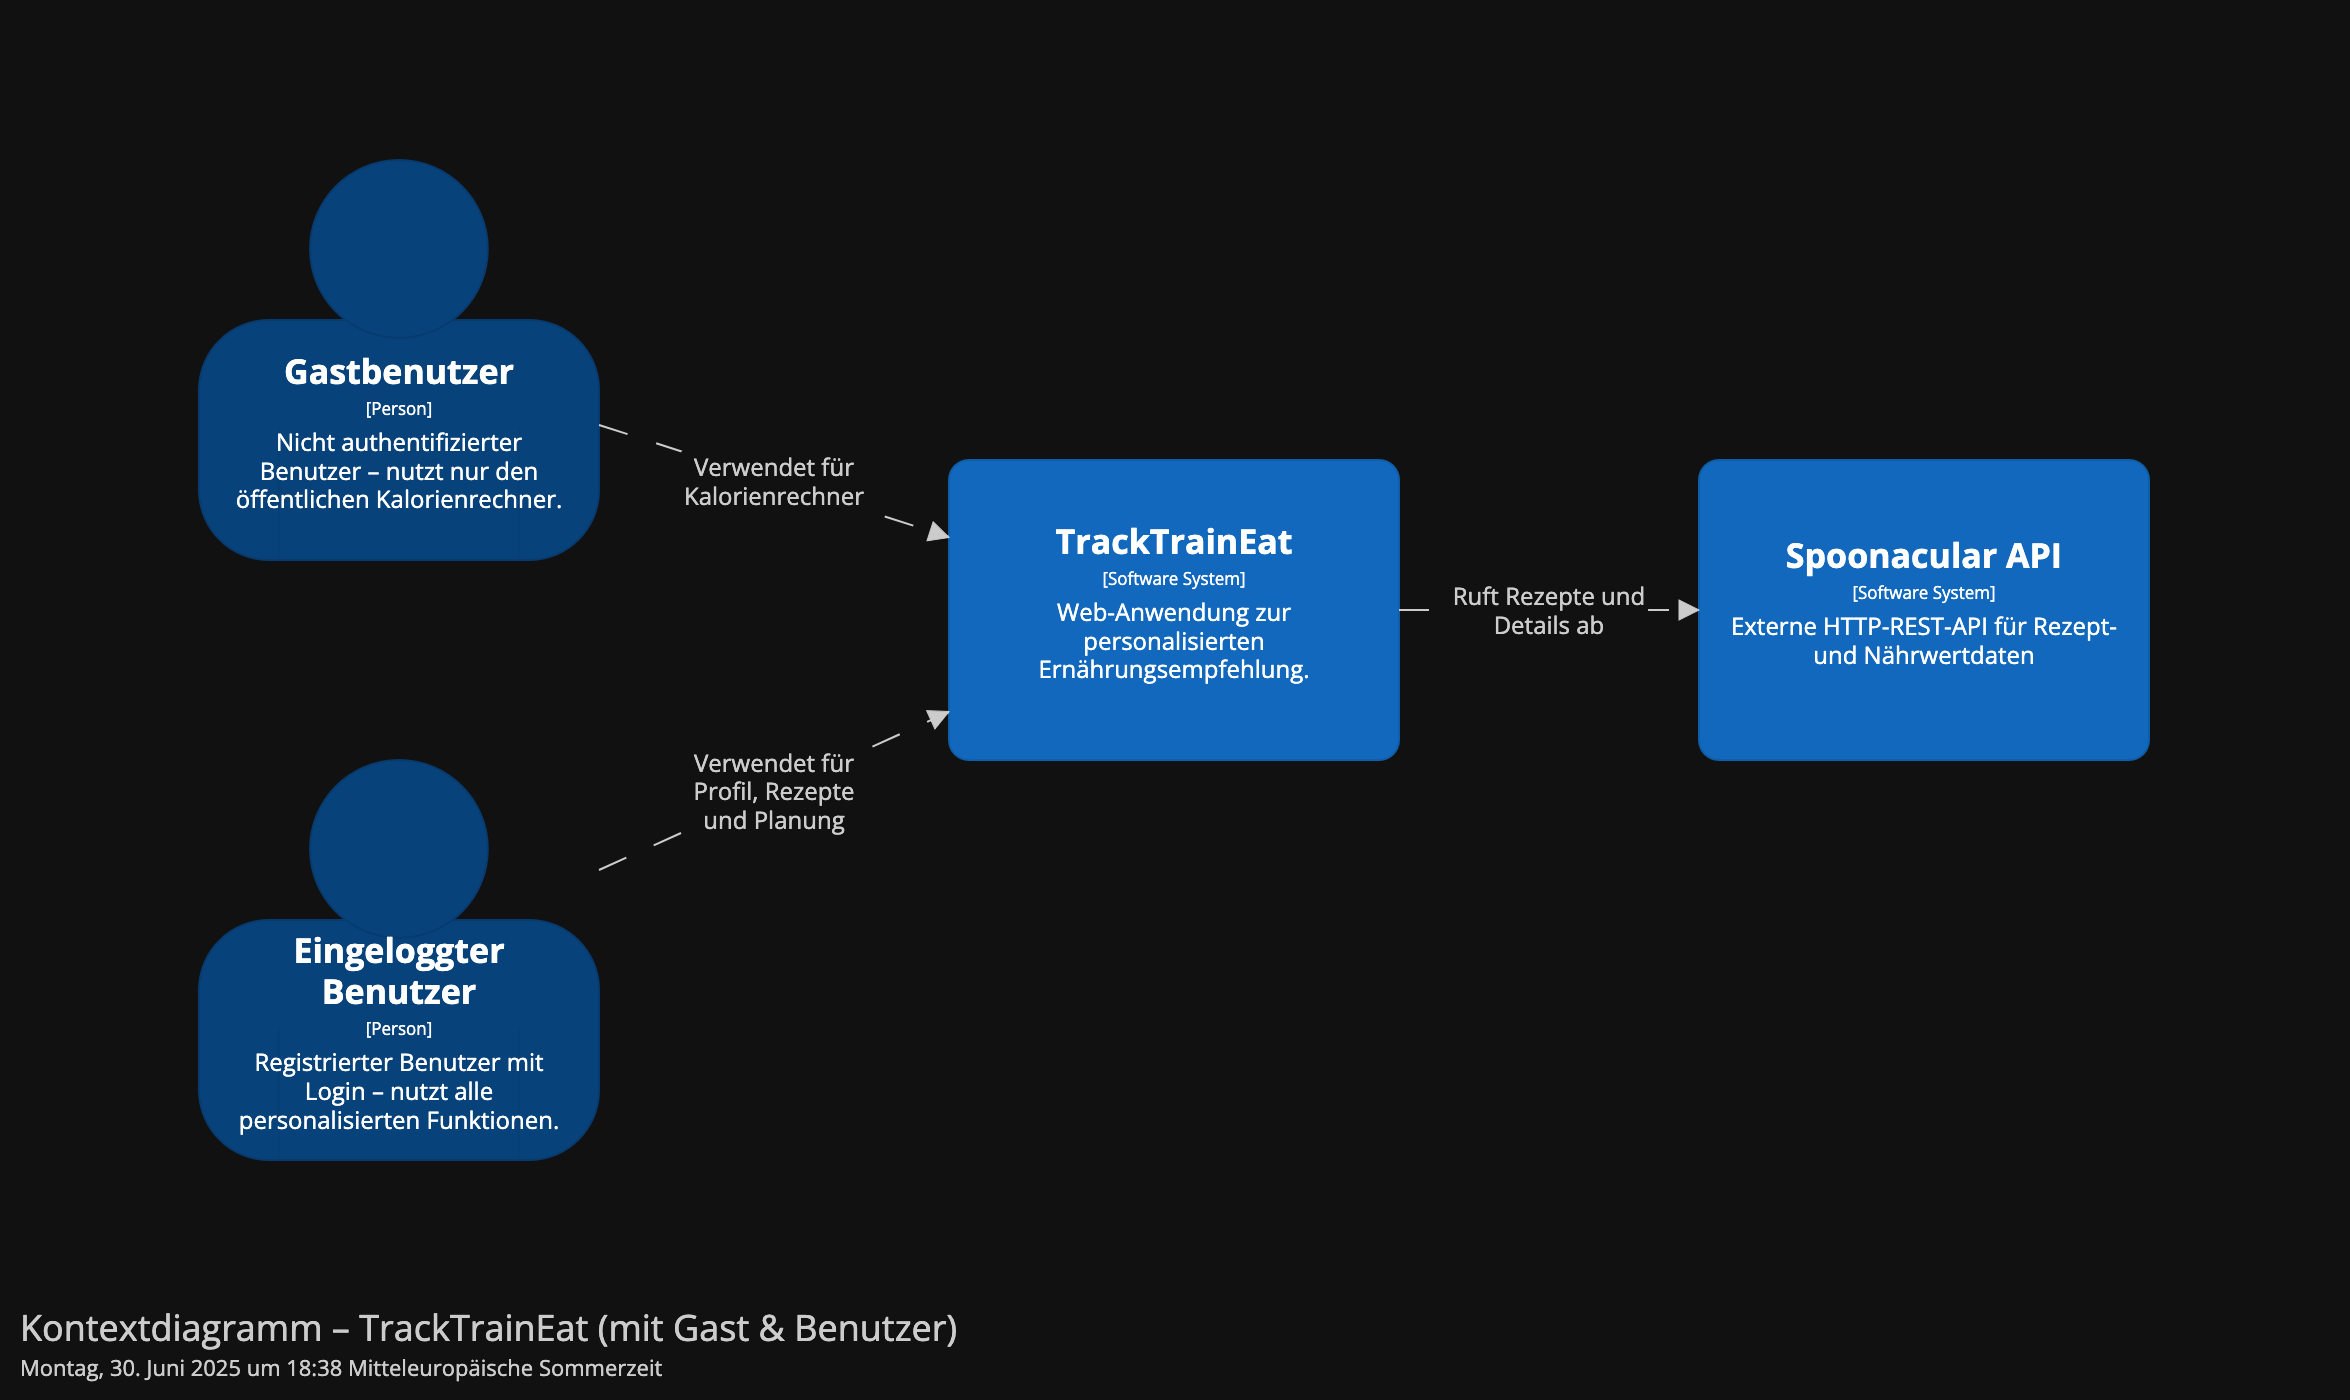 Gastbenutzer
[Person]
Nicht authentifizierter
Benutzer – nutzt nur den
öffentlichen Kalorienrechner.
Verwendet für
Kalorienrechner
TrackTrainEat
[Software System]
Web-Anwendung zur
personalisierten
Ernährungsempfehlung.
Ruft Rezepte und
Details ab
Spoonacular API
[Software System]
Externe HTTP-REST-API für Rezept-
und Nährwertdaten
Verwendet für
Profil, Rezepte
und Planung
Eingeloggter
Benutzer
[Person]
Registrierter Benutzer mit
Login – nutzt alle
personalisierten Funktionen.
Kontextdiagramm – TrackTrainEat (mit Gast & Benutzer)
Montag, 30. Juni 2025 um 18:38 Mitteleuropäische Sommerzeit